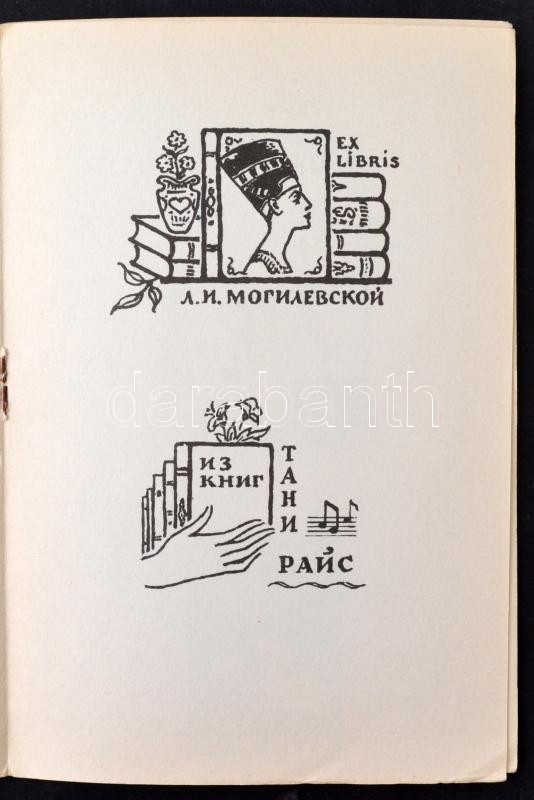 EX
LIBRIS
Л.И. МОГИЛЕВСКОЙ
darabanth
ИЗ
КНИГ
ТАНИ
РАЙС